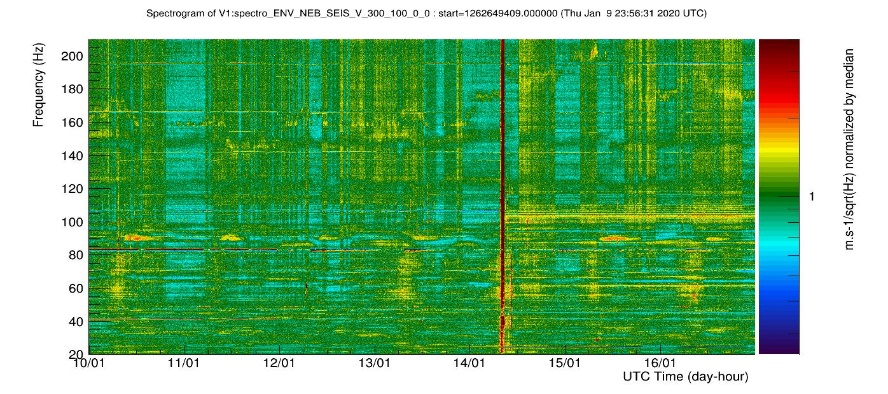 Spectrogram of V1:spectro_ENV_NEB_SEIS_V_300_100_0_0 : start=1262649409.000000 (Thu Jan 9 23:56:31 2020 UTC)
Frequency (Hz)
200
180
160
140
120
100
80
60
40
20
10/01 11/01 12/01 13/01 14/01 15/01 16/01
UTC Time (day-hour)
1
m.s-1/sqrt(Hz) normalized by median